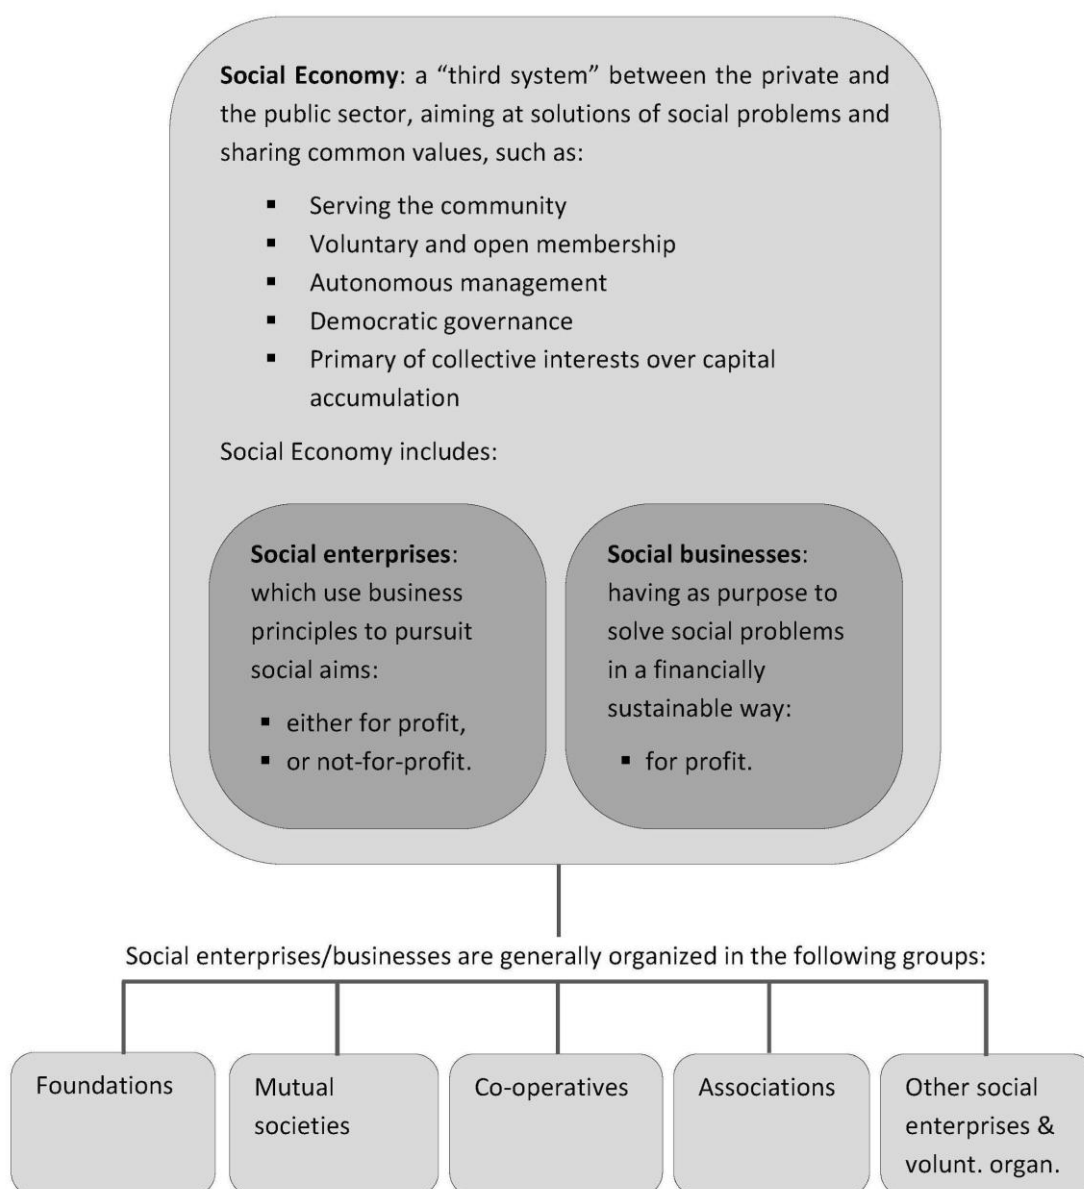 Social Economy: a “third system” between the private and
the public sector, aiming at solutions of social problems and
sharing common values, such as:
▪ Serving the community
▪ Voluntary and open membership
▪ Autonomous management
▪ Democratic governance
▪ Primary of collective interests over capital
accumulation
Social Economy includes:
Social enterprises:
which use business
principles to pursuit
social aims:
▪ either for profit,
▪ or not-for-profit.
Social businesses:
having as purpose to
solve social problems
in a financially
sustainable way:
▪ for profit.
Social enterprises/businesses are generally organized in the following groups:
Foundations
Mutual
societies
Co-operatives
Associations
Other social
enterprises &
volunt. organ.